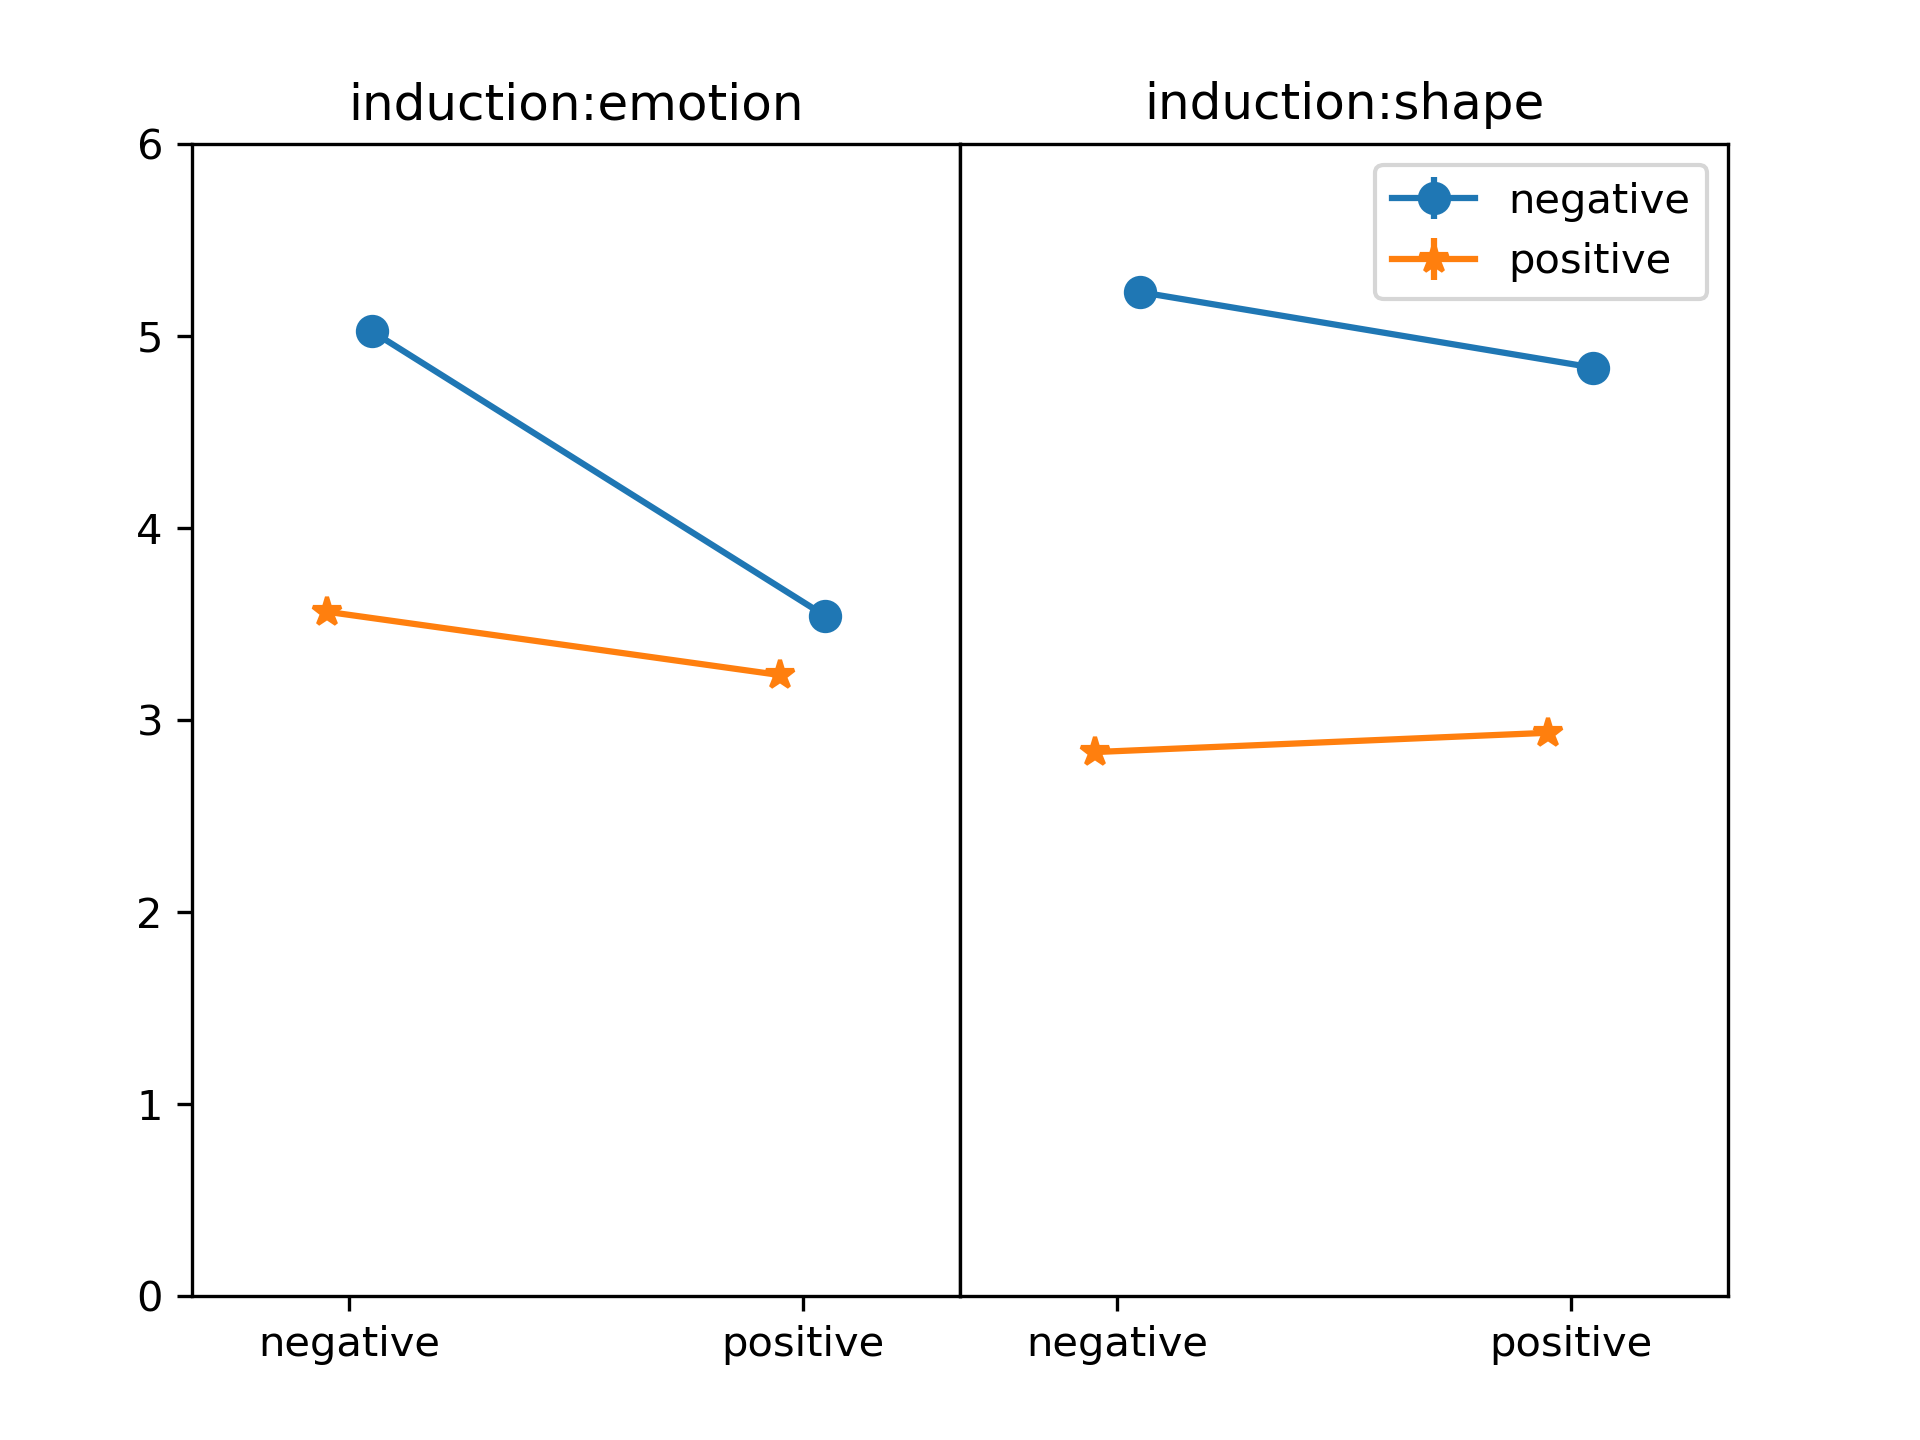 induction:emotion
induction:shape
6
5
4
3
2
1
0
negative
positive
negative
positive
negative
positive